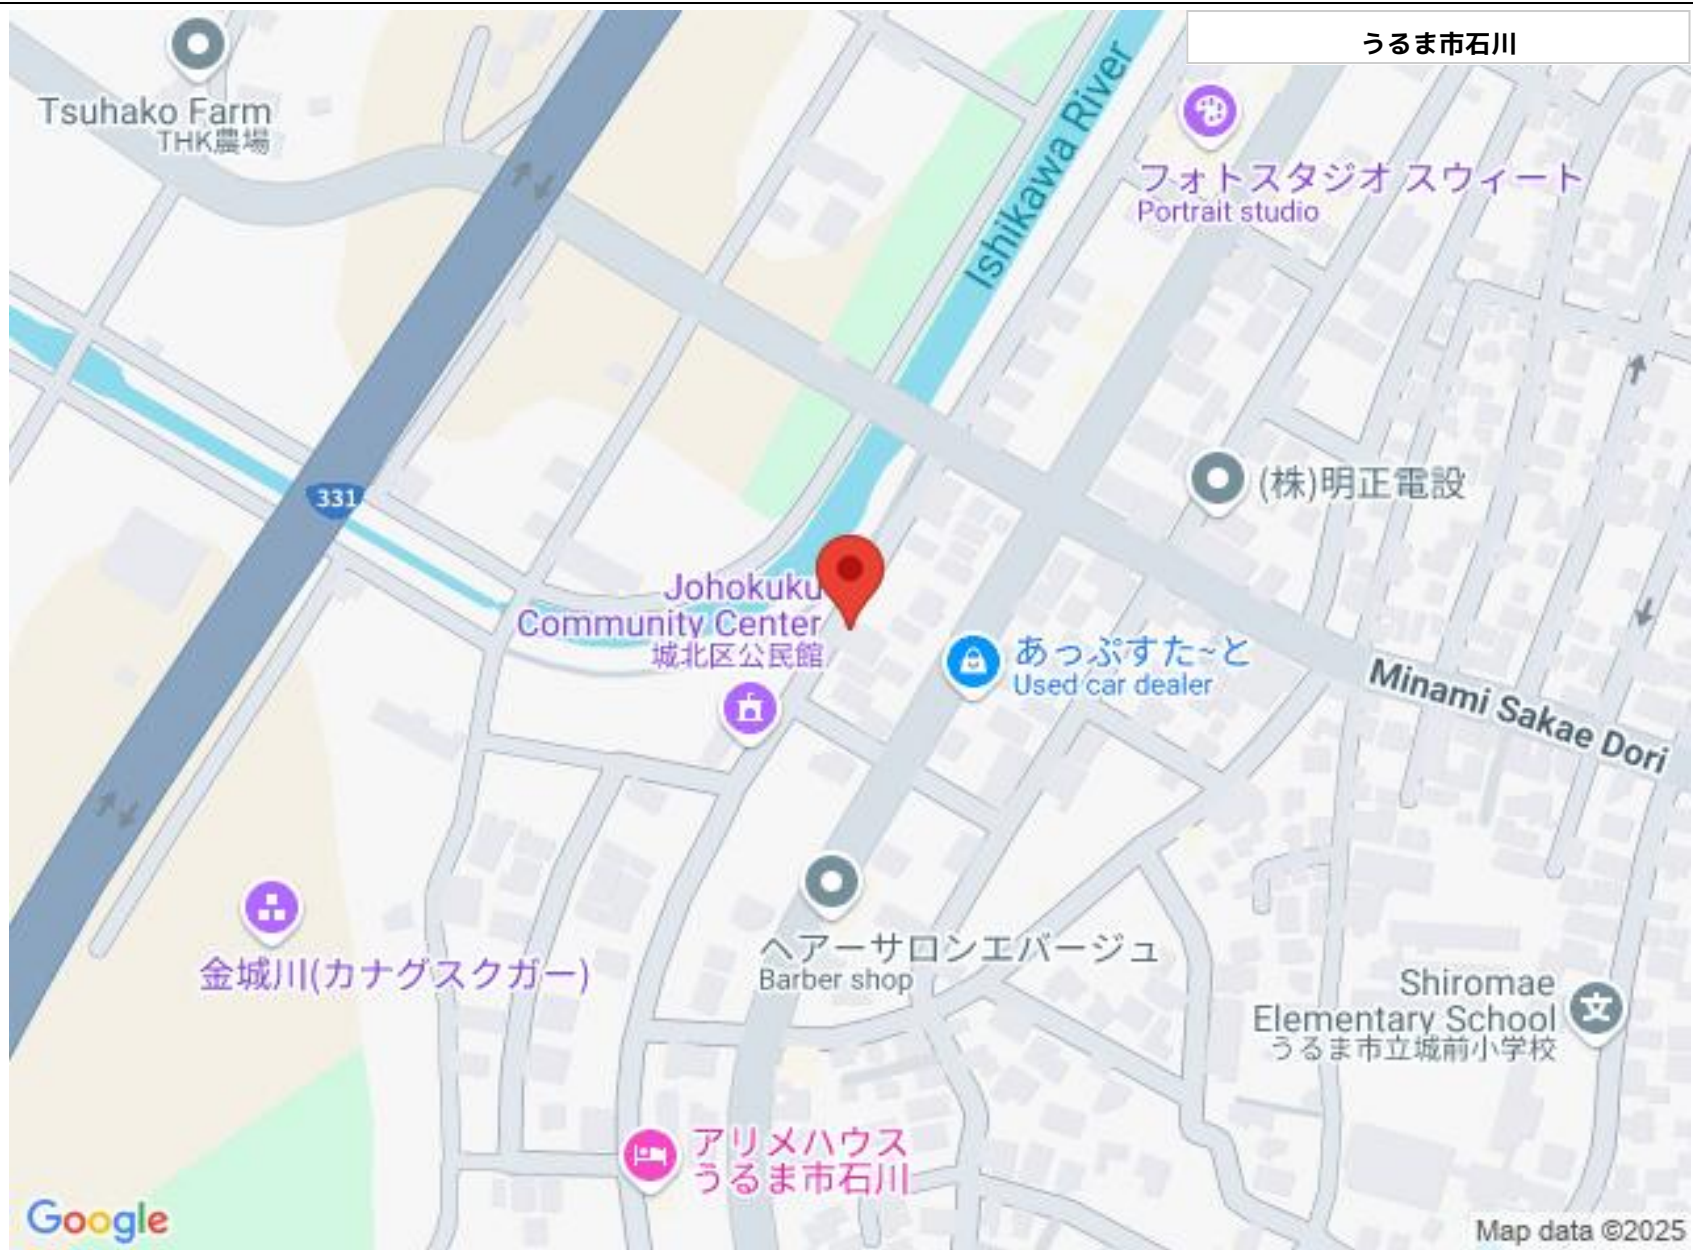 うるま市石川
Tsuhako Farm
THK農場
Ishikawa River
フォトスタジオ スウィート
Portrait studio
331
(株)明正電設
Johokuku
Community Center
城北区公民館
あっぷすた~と
Used car dealer
Minami Sakae Dori
金城川(カナグスクガー)
ヘアーサロンエバージュ
Barber shop
Shiromae
Elementary School
うるま市立城前小学校
文
アリメハウス
うるま市石川
Google
Map data ©2025